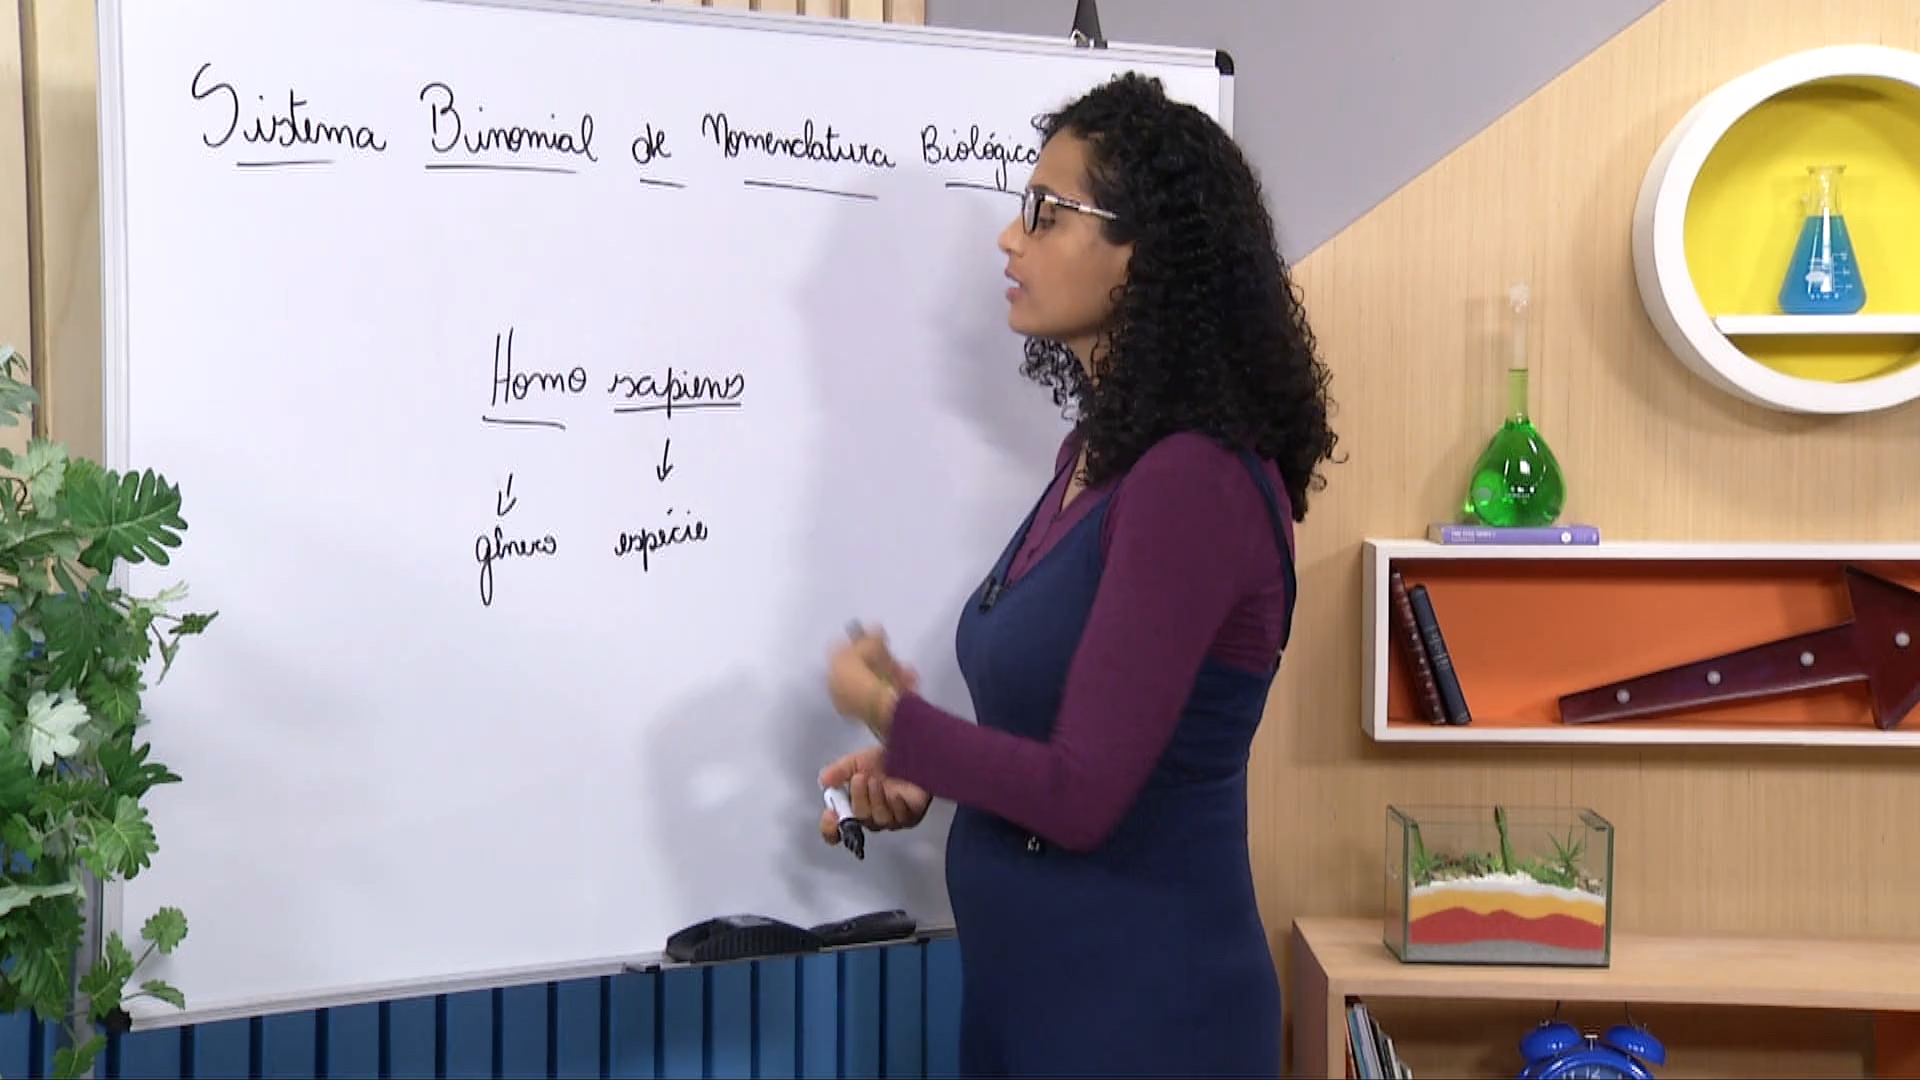 Sistema Binomial de Nomenclatura Biológica
Homo sapiens
gênero espécie